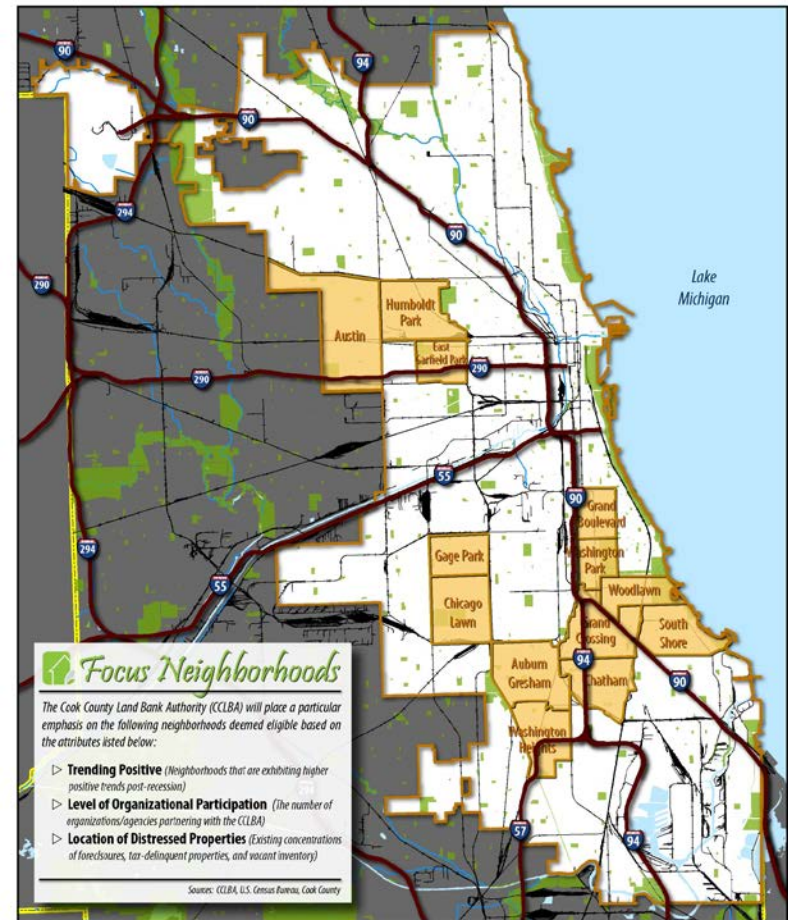 90
94
90
294
90
Lake
Michigan
290
Humboldt
Park
Austin
East
Garfield Park
290
290
55
90
Grand
Boulevard
294
Gage Park
Washington
Park
55
Woodlawn
Chicago
Lawn
Grand
Crossing
South
Shore
94
Auburn
Gresham
90
Chatham
Washington
Heights
57
94
Focus Neighborhoods
The Cook County Land Bank Authority (CCLBA) will place a particular
emphasis on the following neighborhoods deemed eligible based on
the attributes listed below:
▷ Trending Positive (Neighborhoods that are exhibiting higher
positive trends post-recession)
▷ Level of Organizational Participation (The number of
organizations/agencies partnering with the CCLBA)
▷ Location of Distressed Properties (Existing concentrations
of foreclosures, tax-delinquent properties, and vacant inventory)
Sources: CCLBA, U.S. Census Bureau, Cook County